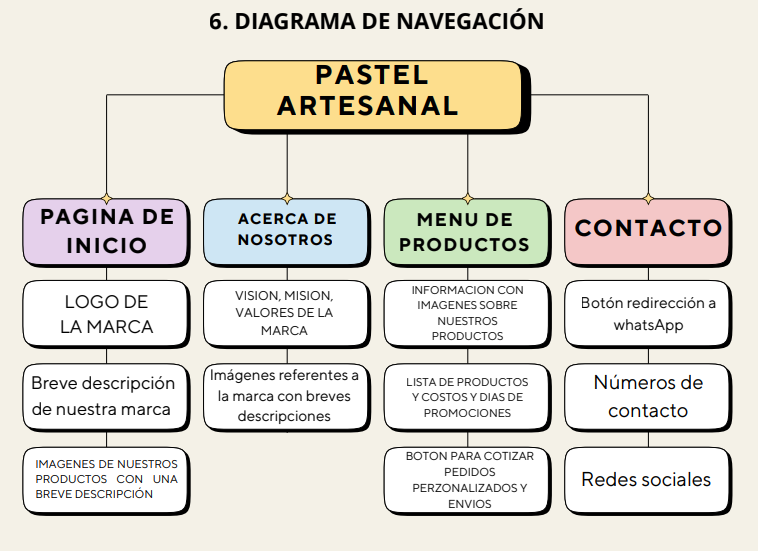 6. DIAGRAMA DE NAVEGACIÓN
PASTEL
ARTESANAL
PAGINA DE
INICIO
LOGO DE
LA MARCA
Breve descripción
de nuestra marca
IMAGENES DE NUESTROS
PRODUCTOS CON UNA
BREVE DESCRIPCIÓN
ACERCA DE
NOSOTROS
VISION, MISION,
VALORES DE LA
MARCA
Imágenes referentes a
la marca con breves
descripciones
MENU DE
PRODUCTOS
INFORMACION CON
IMAGENES SOBRE
NUESTROS
PRODUCTOS
LISTA DE PRODUCTOS
Y COSTOS Y DIAS DE
PROMOCIONES
BOTON PARA COTIZAR
PEDIDOS
PERZONALIZADOS Y
ENVIOS
CONTACTO
Botón redirección a
whatsApp
Números de
contacto
Redes sociales